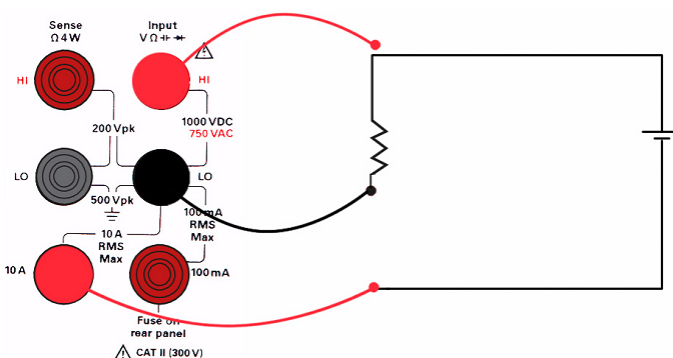 Sense
Ω 4 W
Input
V Ω ⊣⊢ ➔⊢
HI
HI
1000 VDC
750 VAC
200 Vpk
LO
LO
500 Vpk
100 mA
RMS
Max
10 A
RMS
Max
10 A
100 mA
Fuse on
rear panel
CAT II (300 V)